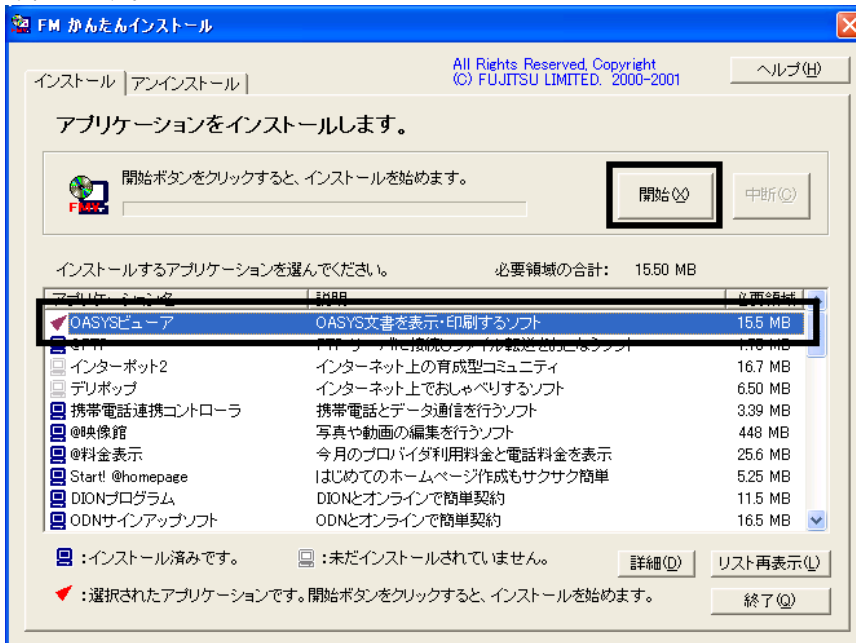 FM かんたんインストール
All Rights Reserved, Copyright
(C) FUJITSU LIMITED. 2000-2001
ヘルプ(H)
インストール
アンインストール
アプリケーションをインストールします。
開始ボタンをクリックすると、インストールを始めます。
FMV
開始(X)
中断(C)
インストールするアプリケーションを選んでください。
必要領域の合計: 15.50 MB
アプリケーション名 説明 必要領域
OASYSビューア OASYS文書を表示・印刷するソフト 15.5 MB
インターポット2 インターネット上の育成型コミュニティ 16.7 MB
デリポップ インターネット上でおしゃべりするソフト 6.50 MB
携帯電話連携コントローラ 携帯電話とデータ通信を行うソフト 3.39 MB
@映像館 写真や動画の編集を行うソフト 448 MB
@料金表示 今月のプロバイダ利用料金と電話料金を表示 25.6 MB
Start! @homepage はじめてのホームページ作成もサクサク簡単 5.25 MB
DIONプログラム DIONとオンラインで簡単契約 11.5 MB
ODNサインアップソフト ODNとオンラインで簡単契約 16.5 MB
:インストール済みです。
:未だインストールされていません。
詳細(D)
リスト再表示(L)
:選択されたアプリケーションです。開始ボタンをクリックすると、インストールを始めます。
終了(Q)